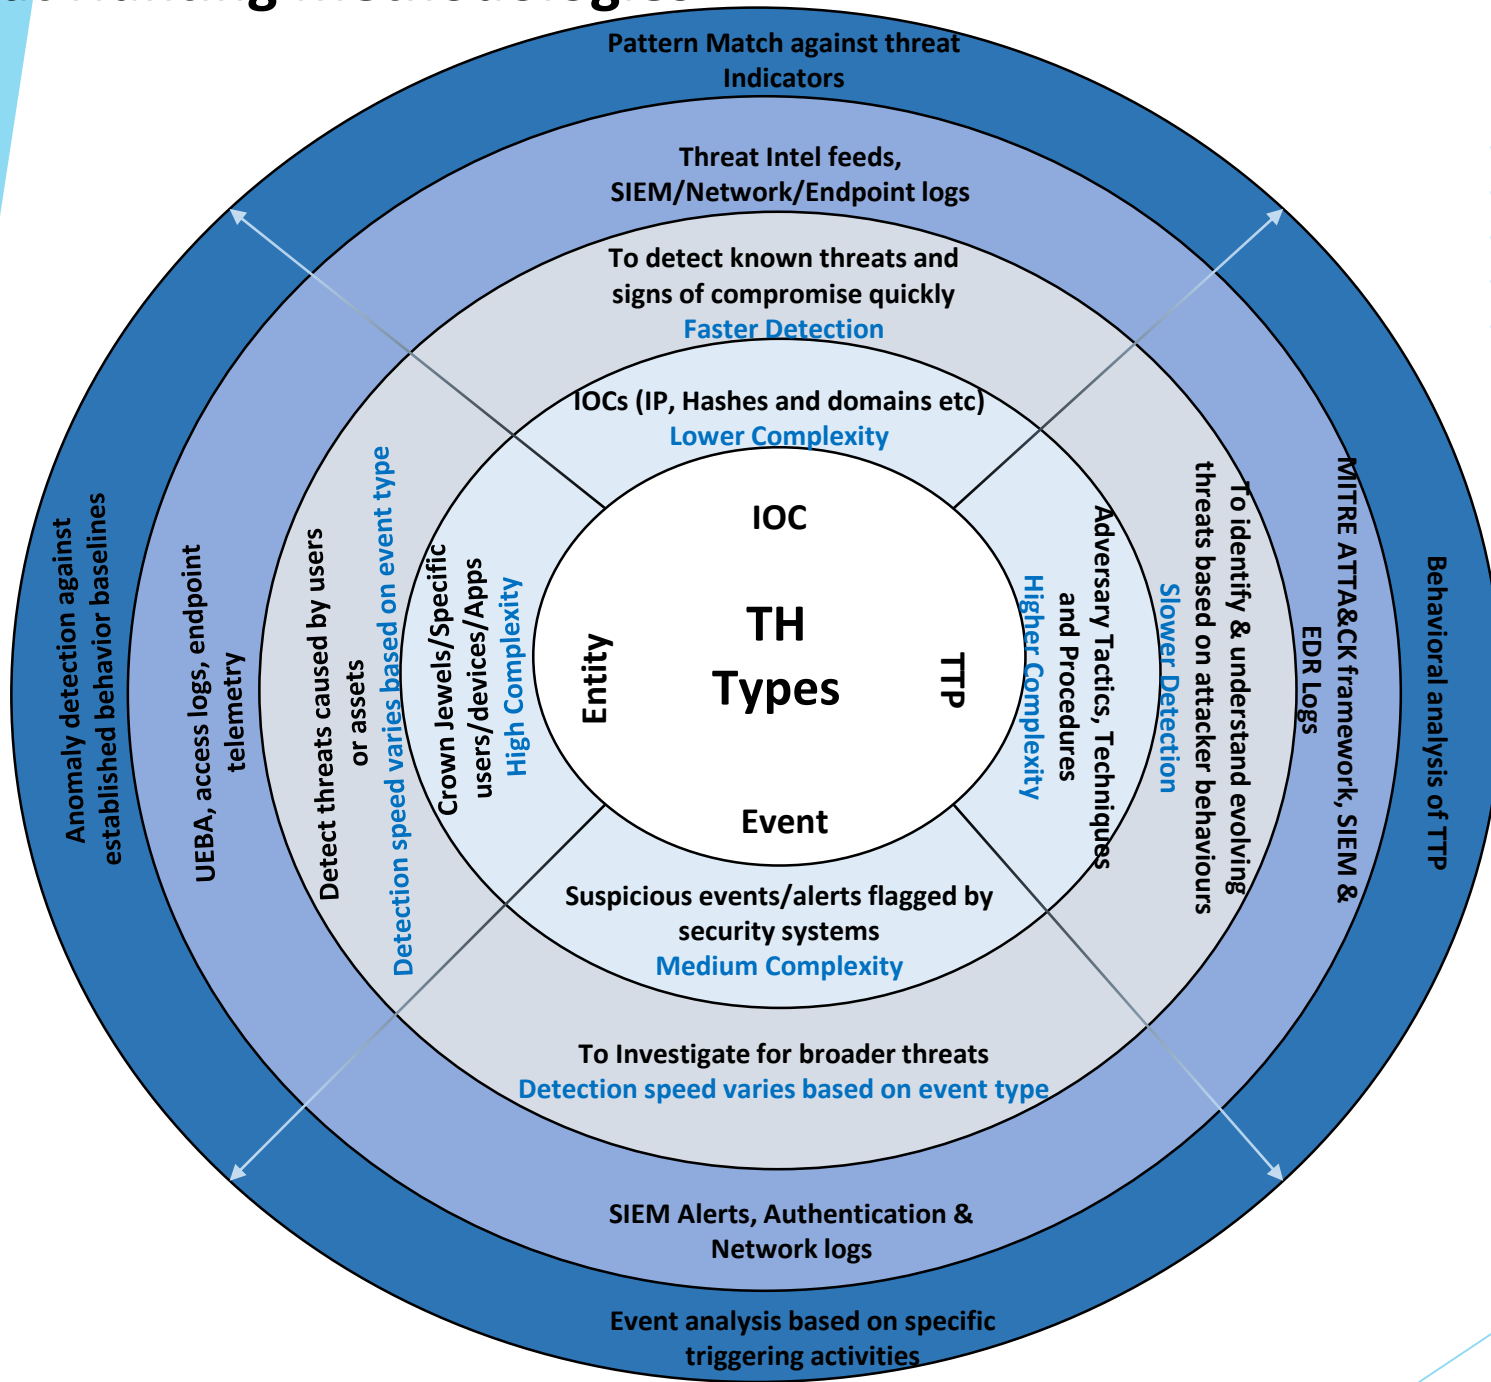 Pattern Match against threat
Indicators
Threat Intel feeds,
SIEM/Network/Endpoint logs
To detect known threats and
signs of compromise quickly
Faster Detection
IOCs (IP, Hashes and domains etc)
Lower Complexity
IOC
TH
Types
Entity
TTP
Event
Anomaly detection against
established behavior baselines
UEBA, access logs, endpoint
telemetry
Detect threats caused by users
or assets
Detection speed varies based on event type
Crown Jewels/Specific
users/devices/Apps
High Complexity
Behavioral analysis of TTP
MITRE ATTA&CK framework, SIEM &
EDR Logs
To identify & understand evolving
threats based on attacker behaviours
Slower Detection
Adversary Tactics, Techniques
and Procedures
Higher Complexity
Suspicious events/alerts flagged by
security systems
Medium Complexity
To Investigate for broader threats
Detection speed varies based on event type
SIEM Alerts, Authentication &
Network logs
Event analysis based on specific
triggering activities